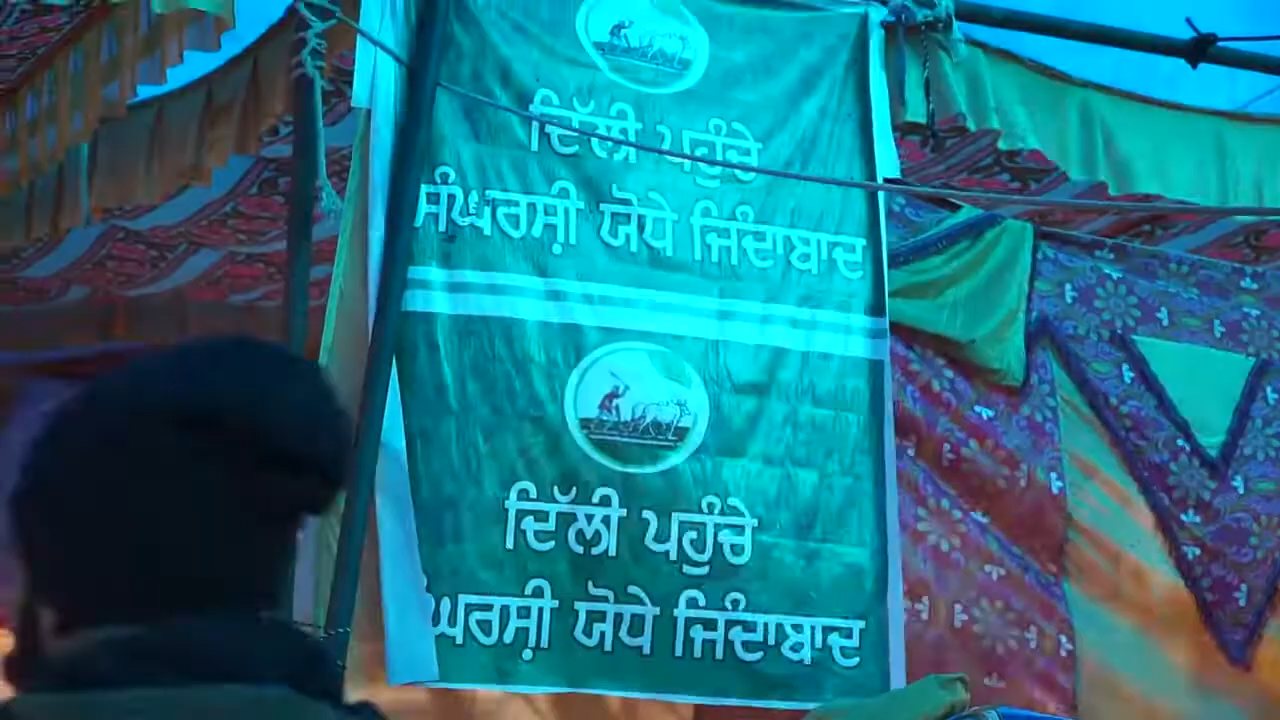 ਦਿੱਲੀ ਪਹੁੰਚੇ
ਸੰਘਰਸ਼ੀ ਯੋਧੇ ਜਿੰਦਾਬਾਦ
ਦਿੱਲੀ ਪਹੁੰਚੇ
ਘਰਸ਼ੀ ਯੋਧੇ ਜਿੰਦਾਬਾਦ